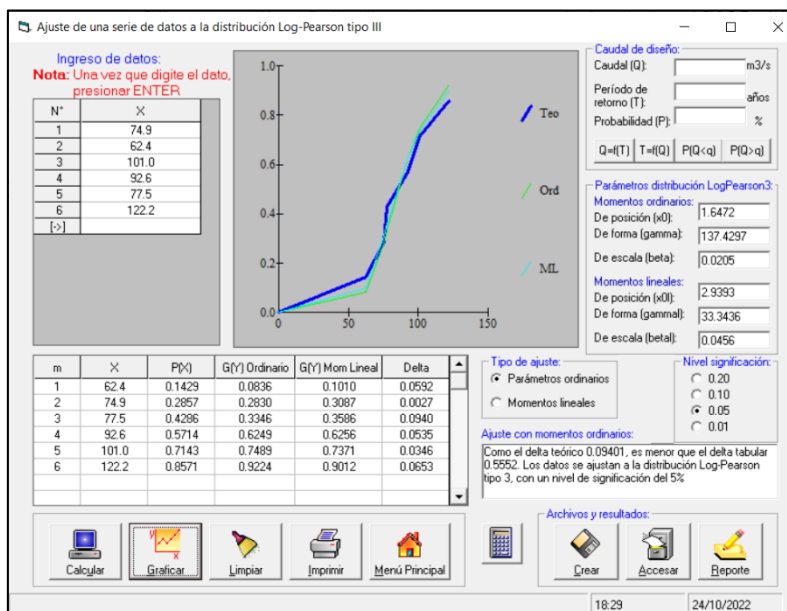 Ajuste de una serie de datos a la distribución Log-Pearson tipo III
Ingreso de datos:
Nota: Una vez que digite el dato,
presionar ENTER
N° X
1 74.9
2 62.4
3 101.0
4 92.6
5 77.5
6 122.2
[->]
1.0
0.8
0.6
0.4
0.2
0.0
0 50 100 150
Teo
Ord
ML
Caudal de diseño:
Caudal (Q): m3/s
Período de
retorno (T): años
Probabilidad (P): %
Q=f(T) T=f(Q) P(Q<q) P(Q>q)
Parámetros distribución LogPearson3:
Momentos ordinarios:
De posición (x0): 1.6472
De forma (gamma): 137.4297
De escala (beta): 0.0205
Momentos lineales:
De posición (x0l): 2.9393
De forma (gammal): 33.3436
De escala (betal): 0.0456
m X P(X) G(Y) Ordinario G(Y) Mom Lineal Delta
1 62.4 0.1429 0.0836 0.1010 0.0592
2 74.9 0.2857 0.2830 0.3087 0.0027
3 77.5 0.4286 0.3346 0.3586 0.0940
4 92.6 0.5714 0.6249 0.6256 0.0535
5 101.0 0.7143 0.7489 0.7371 0.0346
6 122.2 0.8571 0.9224 0.9012 0.0653
Tipo de ajuste:
Parámetros ordinarios
Momentos lineales
Nivel significación:
0.20
0.10
0.05
0.01
Ajuste con momentos ordinarios:
Como el delta teórico 0.09401, es menor que el delta tabular
0.5552. Los datos se ajustan a la distribución Log-Pearson
tipo 3, con un nivel de significación del 5%
Calcular Graficar Limpiar Imprimir Menú Principal
Archivos y resultados:
Crear Accesar Reporte
18:29 24/10/2022